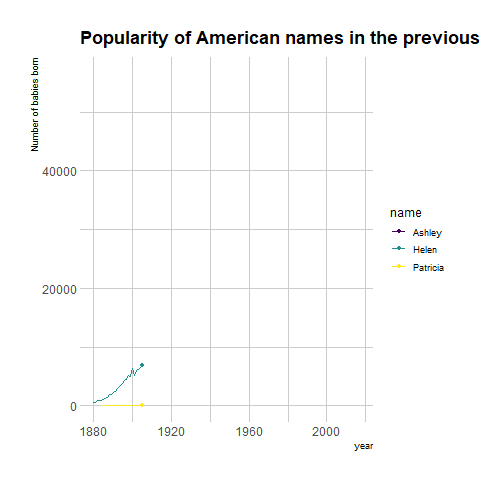 Popularity of American names in the previous
Number of babies born
40000
20000
0
1880 1920 1960 2000
year
name
Ashley
Helen
Patricia